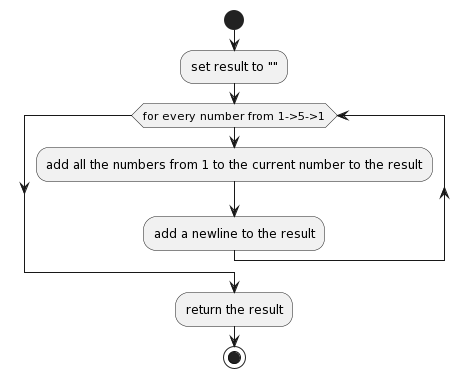 set result to ""
for every number from 1->5->1
add all the numbers from 1 to the current number to the result
add a newline to the result
return the result